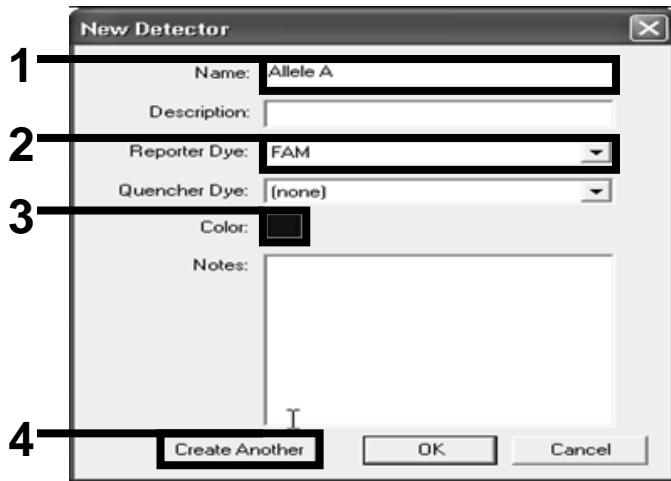 New Detector
1 Name: Allele A
Description:
2 Reporter Dye: FAM
Quencher Dye: (none)
3 Color:
Notes:
4 Create Another OK Cancel